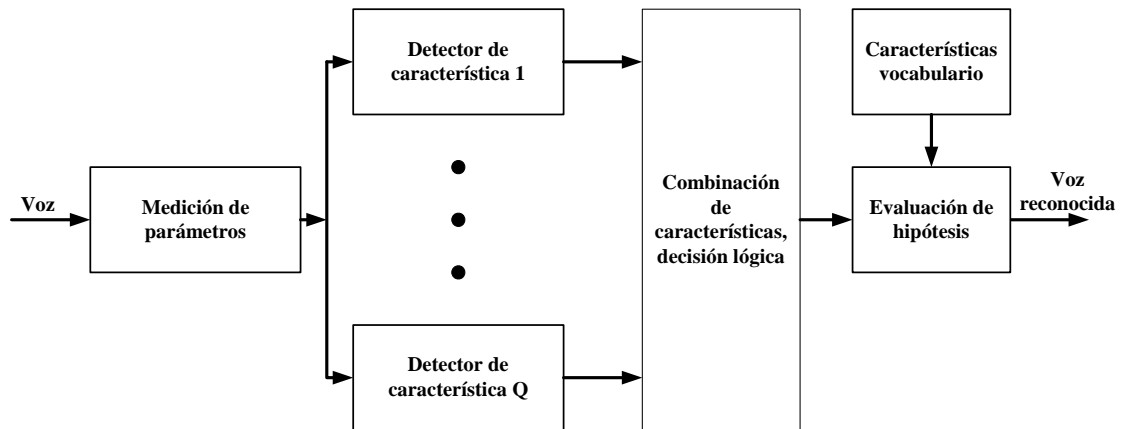 Voz
Medición de
parámetros
Detector de
característica 1
Detector de
característica Q
Combinación
de
características,
decisión lógica
Características
vocabulario
Evaluación de
hipótesis
Voz
reconocida